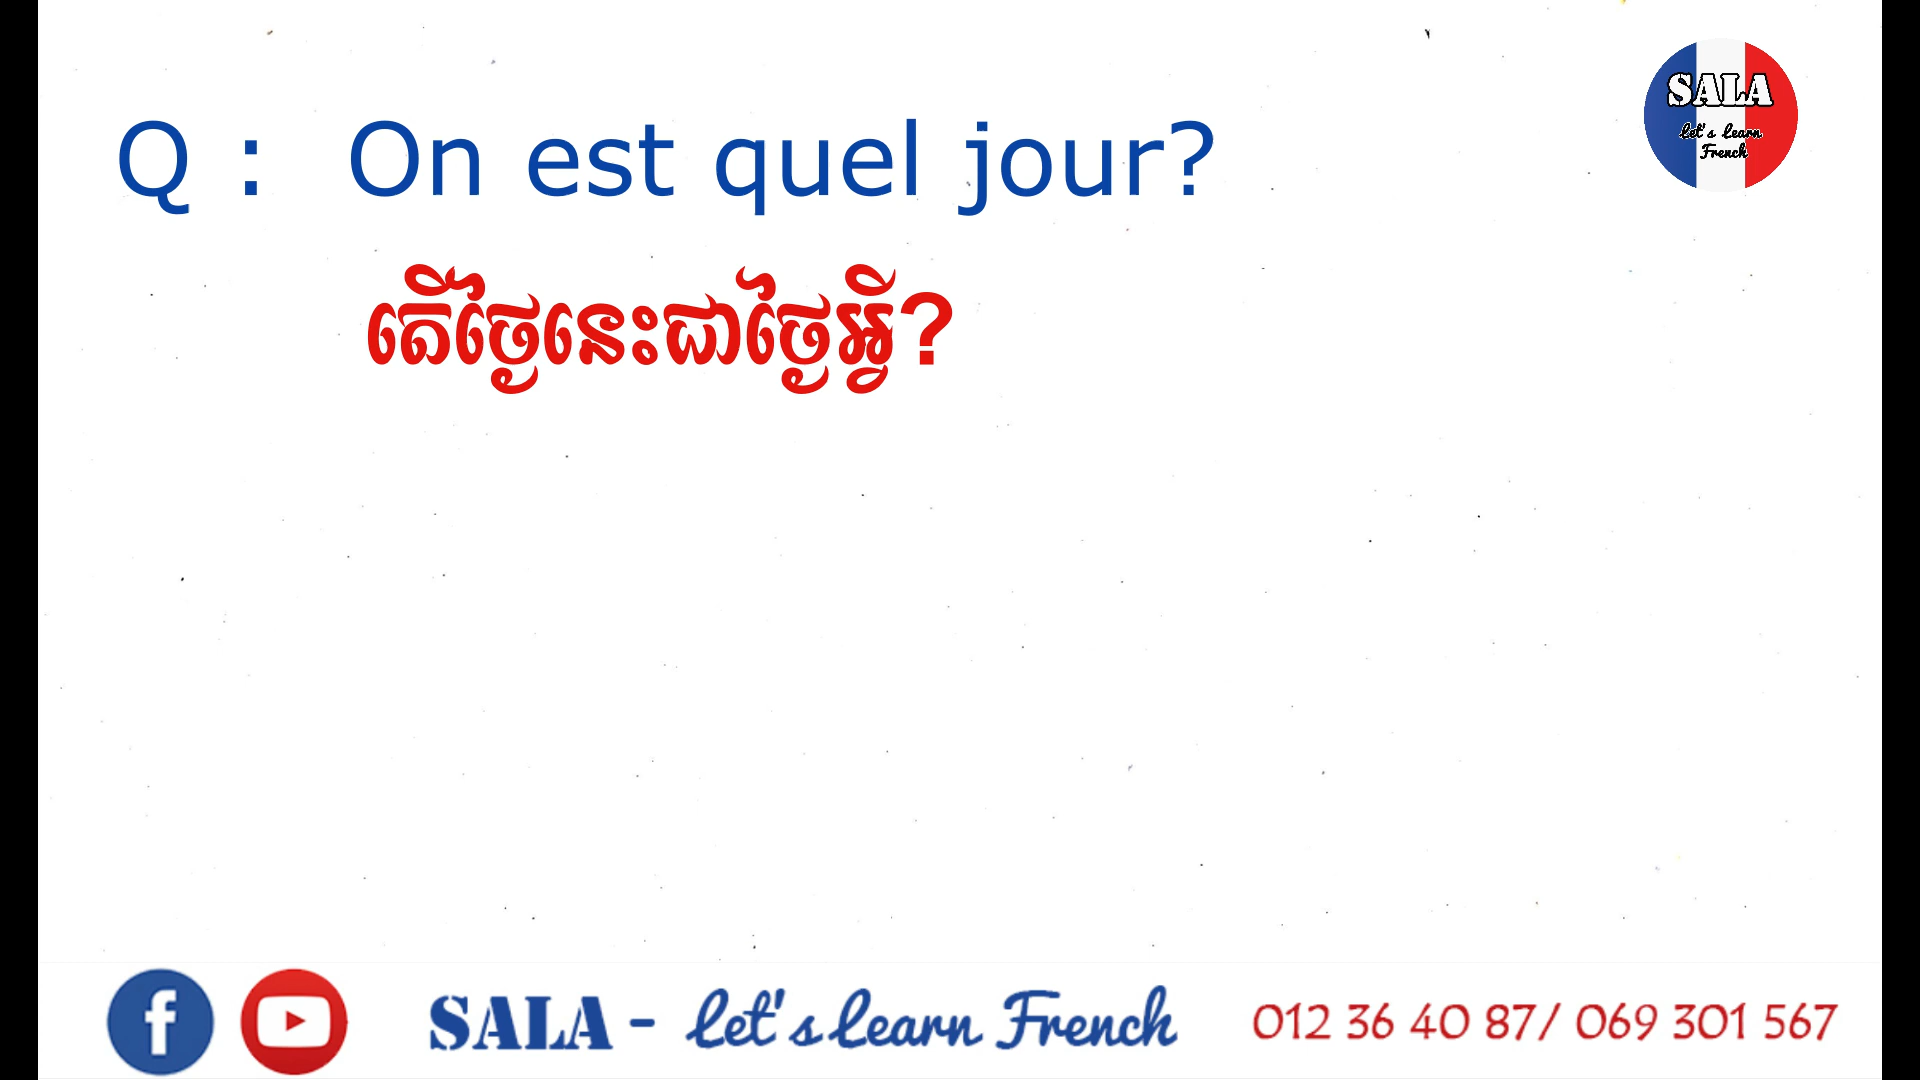 SALA
Let's Learn
French
Q : On est quel jour?
តើថ្ងៃនេះជាថ្ងៃអ្វី?
SALA - Let's Learn French 012 36 40 87/ 069 301 567